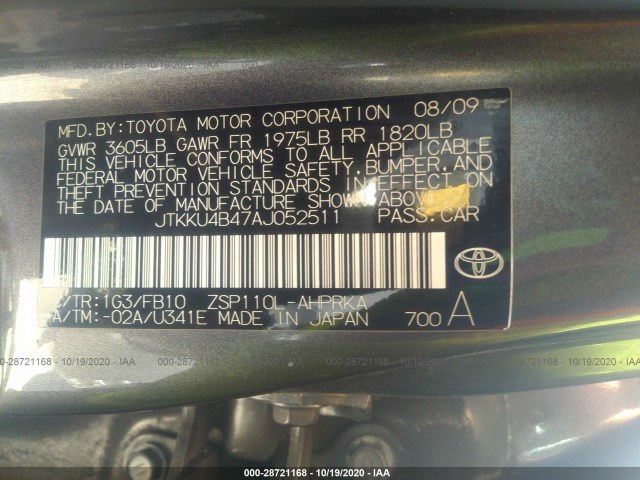 MFD.BY:TOYOTA MOTOR CORPORATION 08/09
GVWR 3605LB GAWR FR 1975LB RR 1820LB
THIS VEHICLE CONFORMS TO ALL APPLICABLE
FEDERAL MOTOR VEHICLE SAFETY,BUMPER,AND
THEFT PREVENTION STANDARDS
IN EFFECT ON THE DATE OF MANUFACTURE SHOWN ABOVE.
JTKKU4B47AJ052511 PASS.CAR
TOYOTA
/TR:1G3/FB10 ZSP110L-AHPRKA
A/TM:-02A/U341E MADE IN JAPAN 700 A
000-28721168 - 10/19/2020 - IAA
000-28721168 - 10/19/2020 - IAA
000-28721168 - 10/19/2020 - IAA